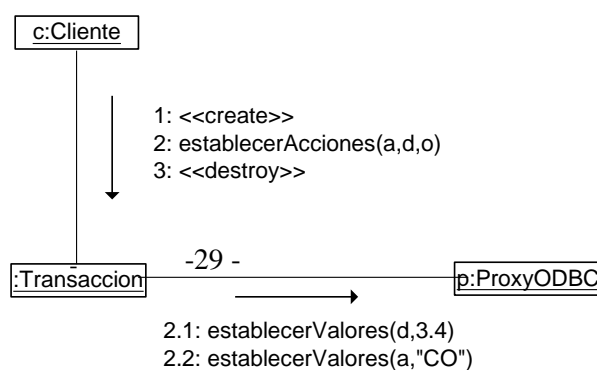 c:Cliente
1: <<create>>
2: establecerAcciones(a,d,o)
3: <<destroy>>
-29 -
:Transaccion
p:ProxyODBC
2.1: establecerValores(d,3.4)
2.2: establecerValores(a,"CO")